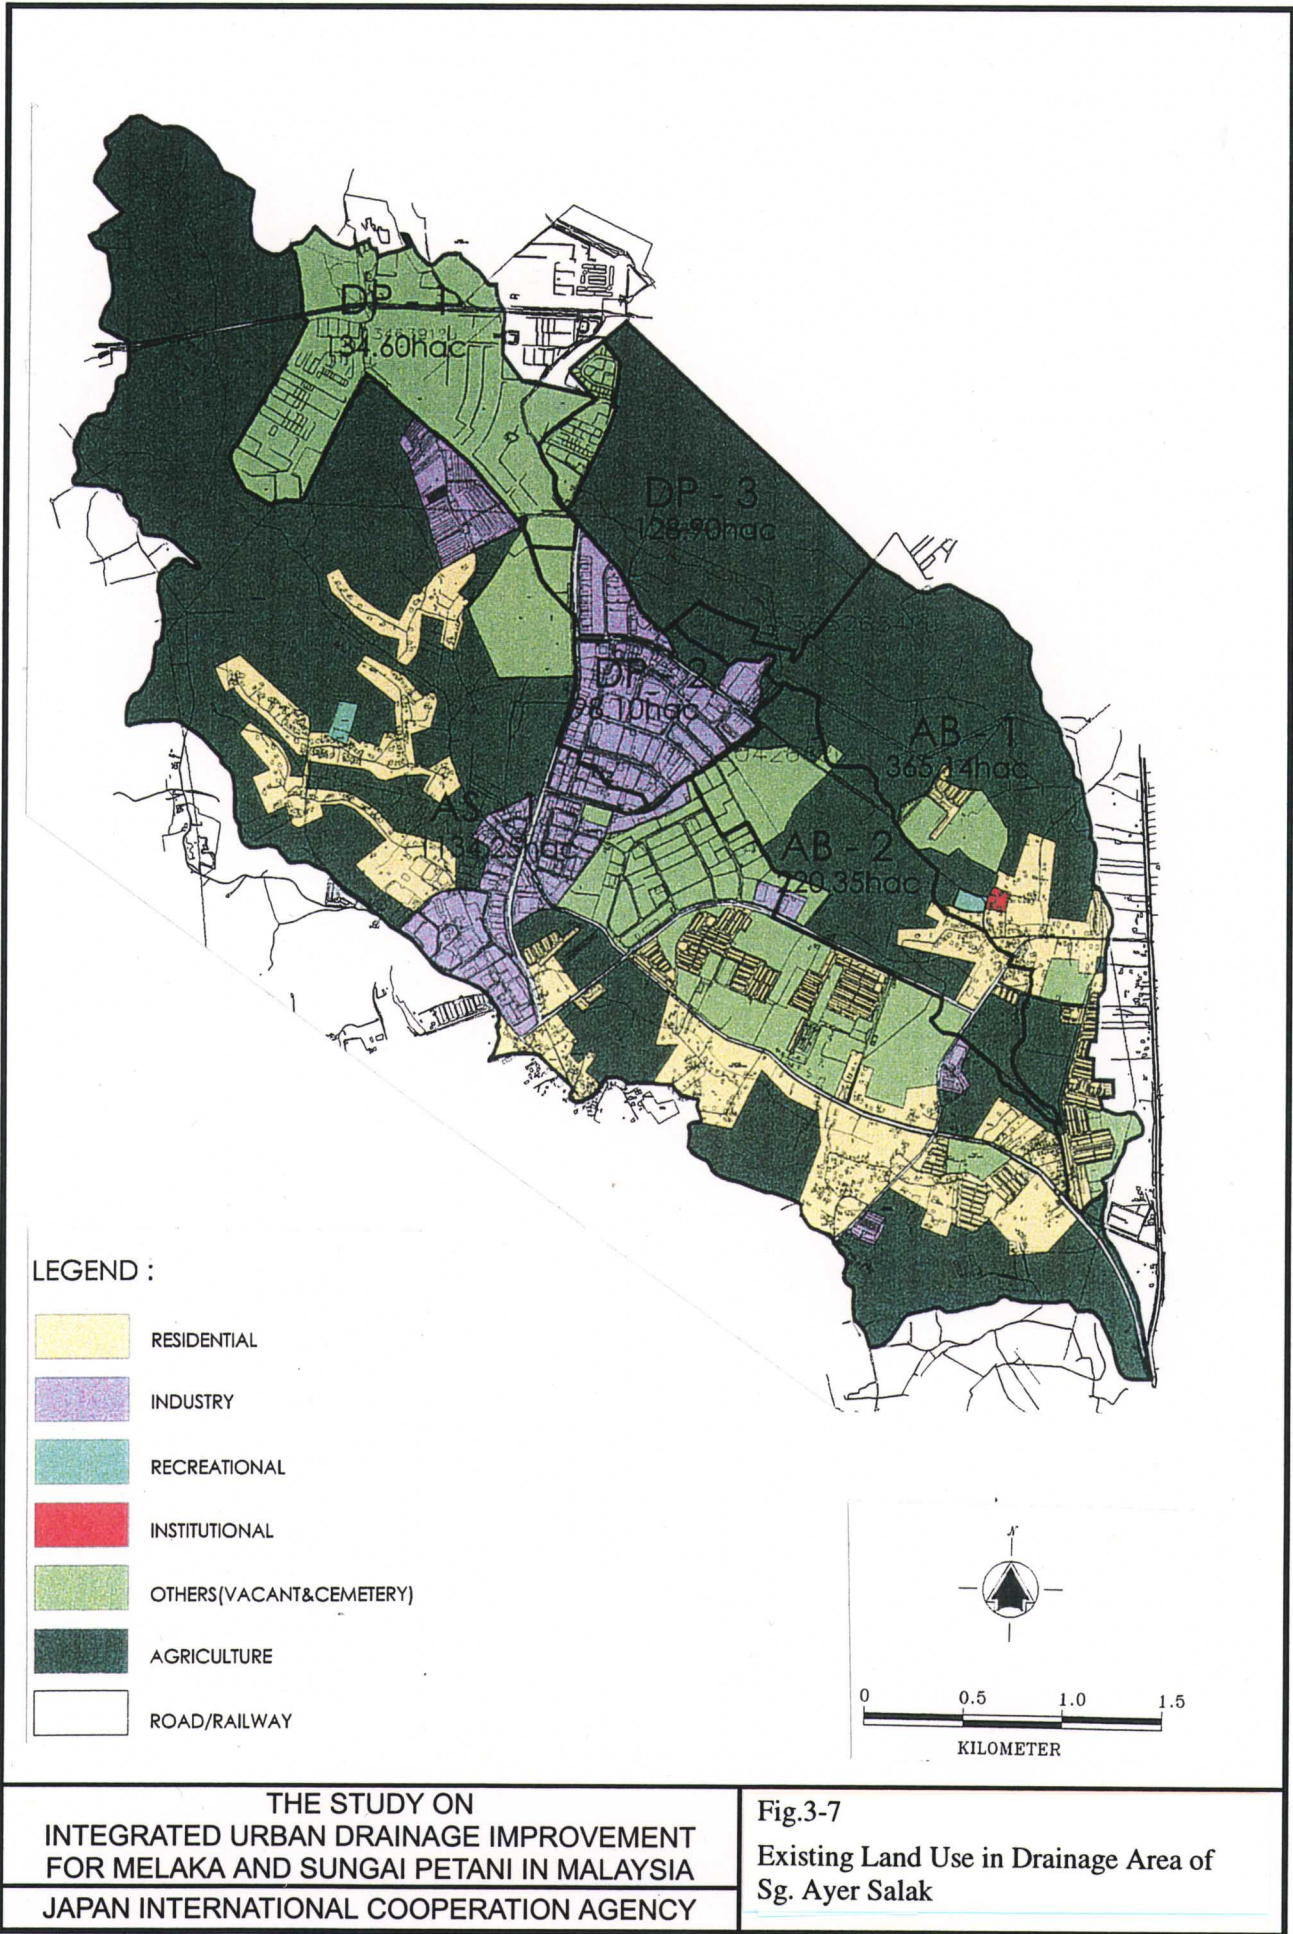 DP - 1
134.60hac
DP - 3
128.90hac
DP - 2
98.10hac
AB - 1
365.14hac
AS - 1
AB - 2
220.35hac
LEGEND :
RESIDENTIAL
INDUSTRY
RECREATIONAL
INSTITUTIONAL
OTHERS(VACANT&CEMETERY)
AGRICULTURE
ROAD/RAILWAY
N
0 0.5 1.0 1.5
KILOMETER
THE STUDY ON
INTEGRATED URBAN DRAINAGE IMPROVEMENT
FOR MELAKA AND SUNGAI PETANI IN MALAYSIA
JAPAN INTERNATIONAL COOPERATION AGENCY
Fig.3-7
Existing Land Use in Drainage Area of
Sg. Ayer Salak